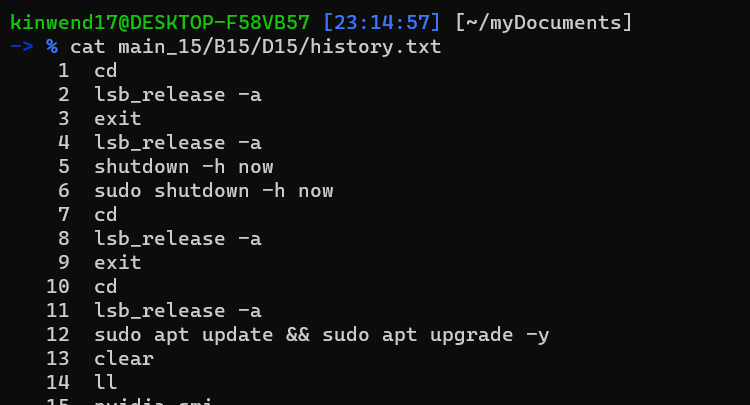 kinwend17@DESKTOP-F58VB57 [23:14:57] [~/myDocuments]
-> % cat main_15/B15/D15/history.txt
1 cd
2 lsb_release -a
3 exit
4 lsb_release -a
5 shutdown -h now
6 sudo shutdown -h now
7 cd
8 lsb_release -a
9 exit
10 cd
11 lsb_release -a
12 sudo apt update && sudo apt upgrade -y
13 clear
14 ll
15 nvidia-smi